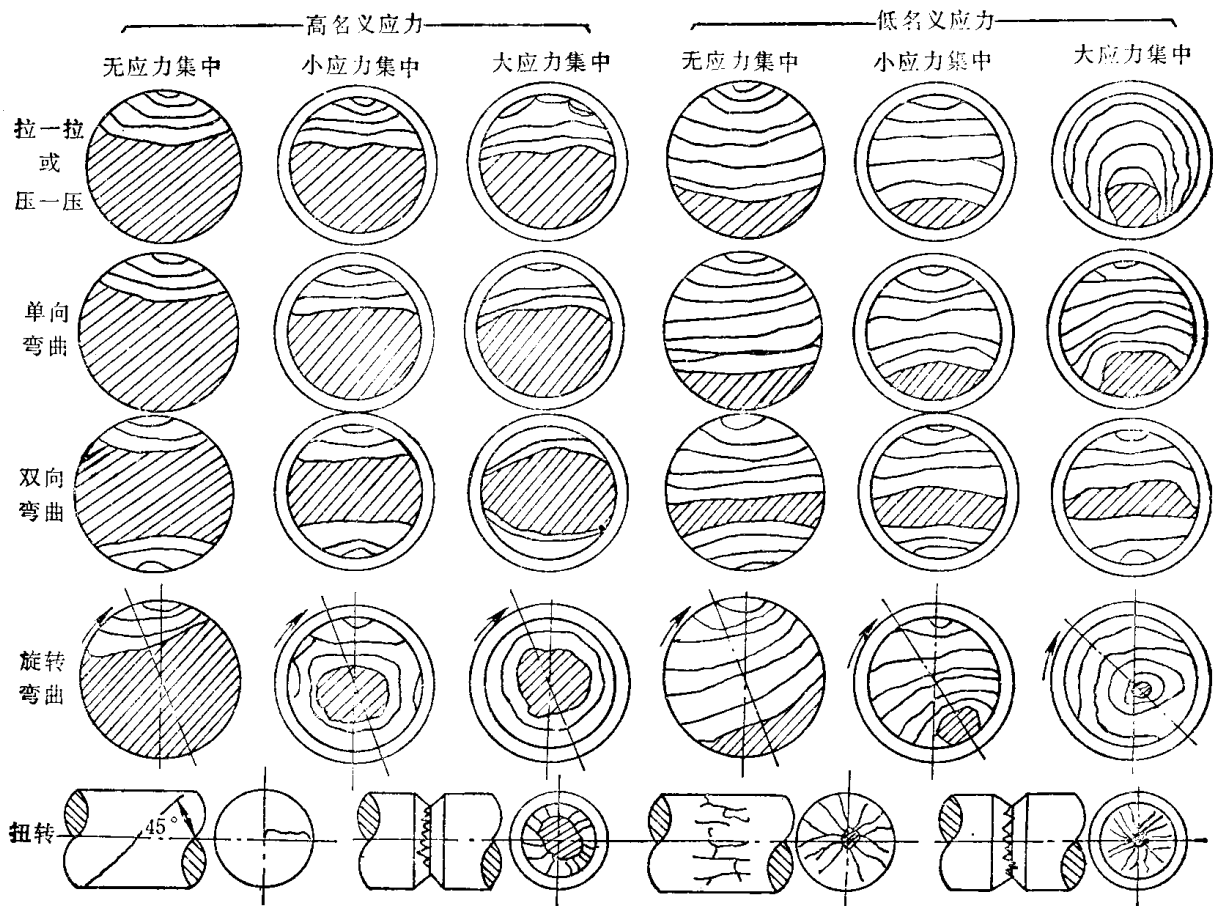 高名义应力
低名义应力
无应力集中
小应力集中
大应力集中
无应力集中
小应力集中
大应力集中
拉一拉
或
压一压
单向
弯曲
双向
弯曲
旋转
弯曲
扭转
45°